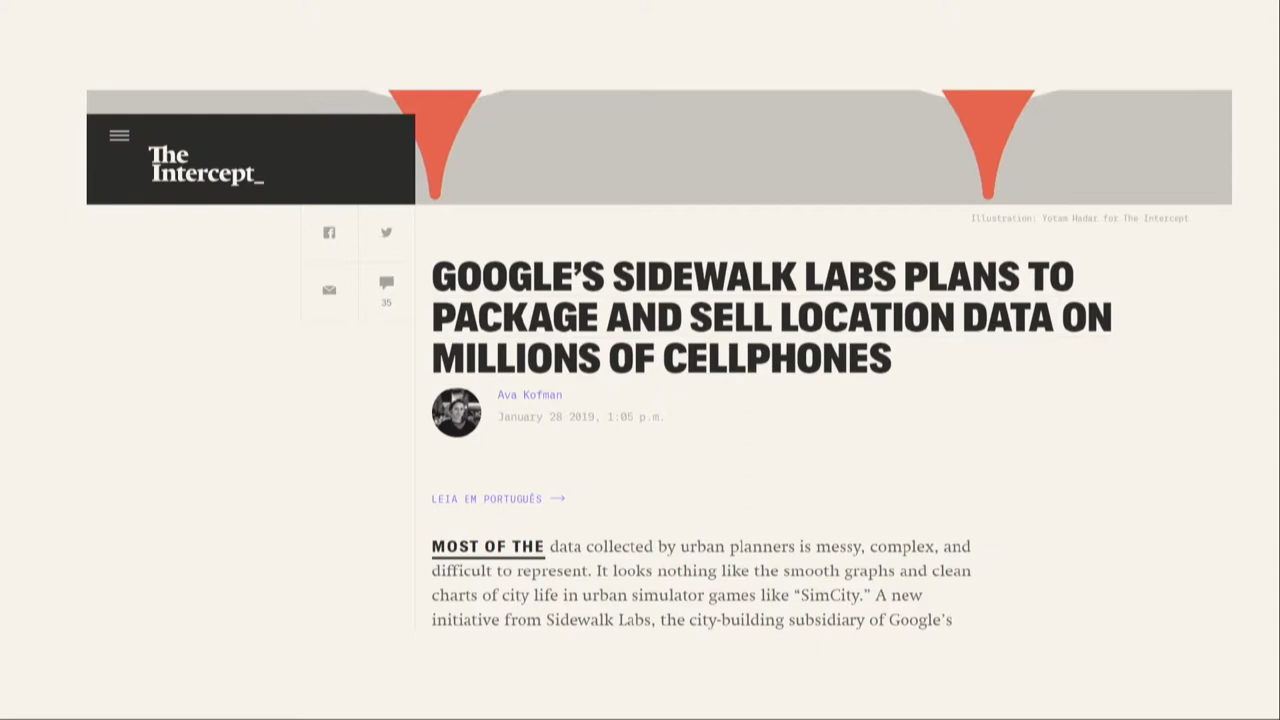 The
Intercept_
Illustration: Yotam Hadar for The Intercept
35
GOOGLE’S SIDEWALK LABS PLANS TO
PACKAGE AND SELL LOCATION DATA ON
MILLIONS OF CELLPHONES
Ava Kofman
January 28 2019, 1:05 p.m.
LEIA EM PORTUGUÊS →
MOST OF THE data collected by urban planners is messy, complex, and
difficult to represent. It looks nothing like the smooth graphs and clean
charts of city life in urban simulator games like “SimCity.” A new
initiative from Sidewalk Labs, the city-building subsidiary of Google’s